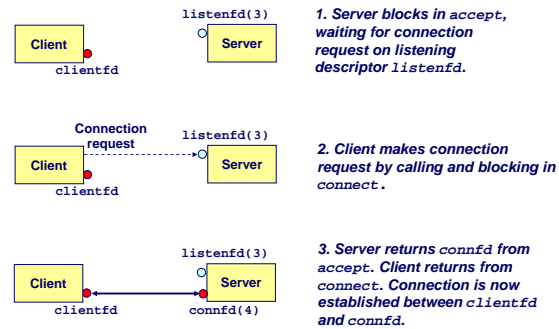 listenfd(3)
Client
Server
clientfd
1. Server blocks in accept,
waiting for connection
request on listening
descriptor listenfd.
Connection
request
listenfd(3)
Client
Server
clientfd
2. Client makes connection
request by calling and blocking in
connect.
listenfd(3)
Client
Server
clientfd
connfd(4)
3. Server returns connfd from
accept. Client returns from
connect. Connection is now
established between clientfd
and connfd.